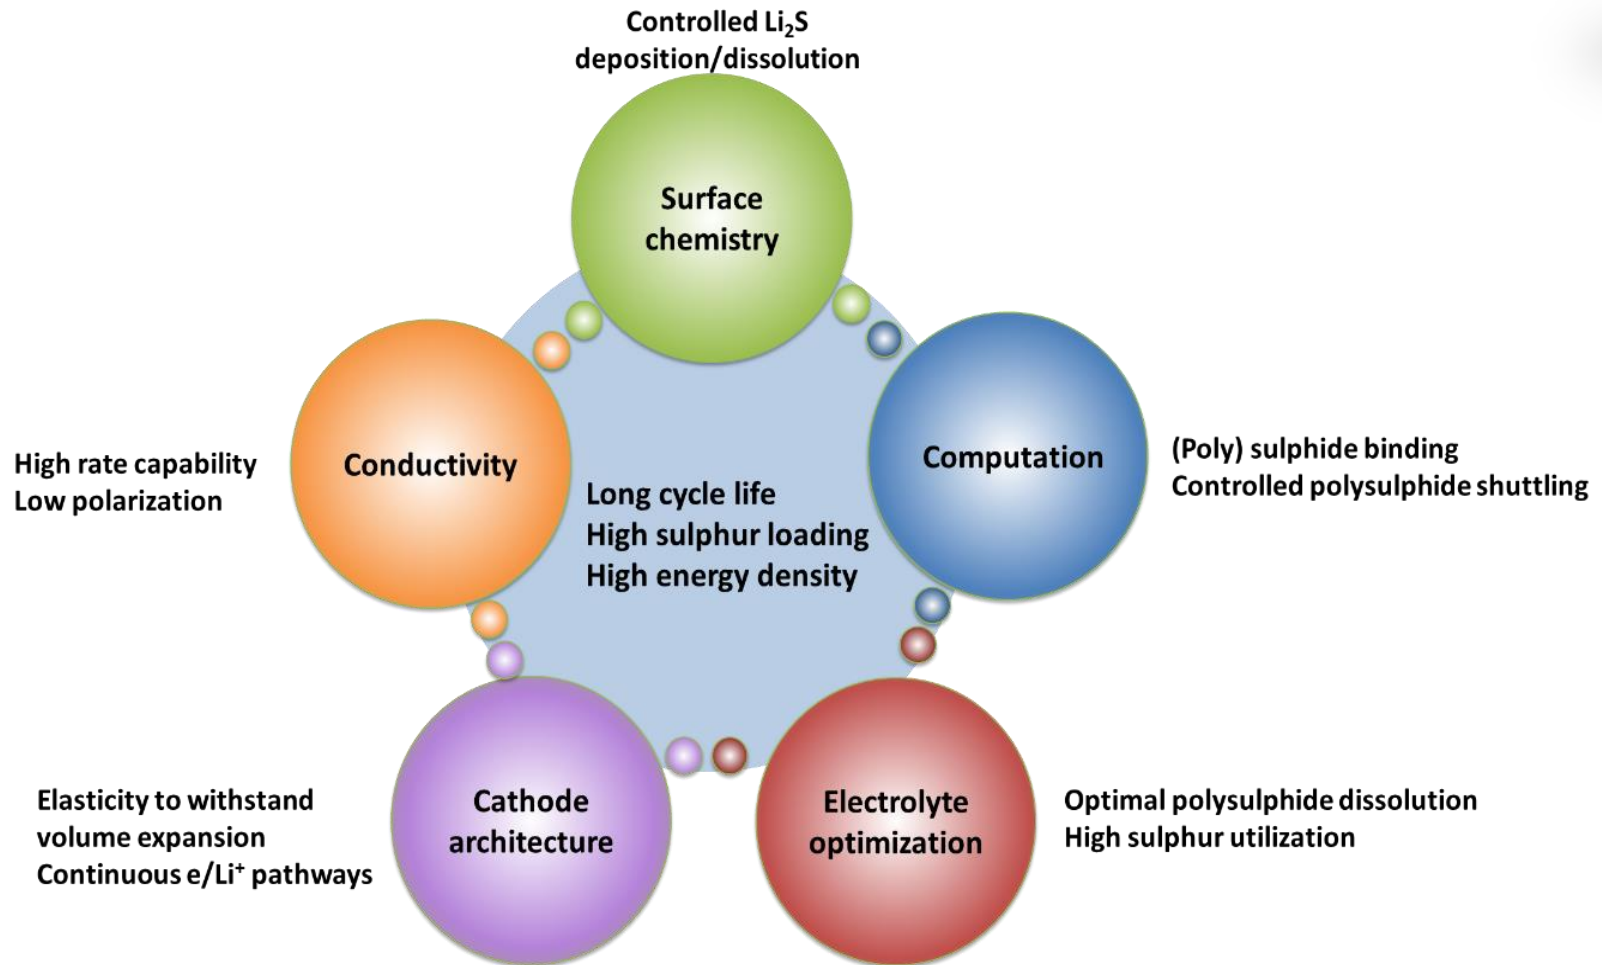 Controlled Li₂S
deposition/dissolution
Surface
chemistry
Conductivity
High rate capability
Low polarization
Computation
(Poly) sulphide binding
Controlled polysulphide shuttling
Long cycle life
High sulphur loading
High energy density
Cathode
architecture
Elasticity to withstand
volume expansion
Continuous e/Li⁺ pathways
Electrolyte
optimization
Optimal polysulphide dissolution
High sulphur utilization